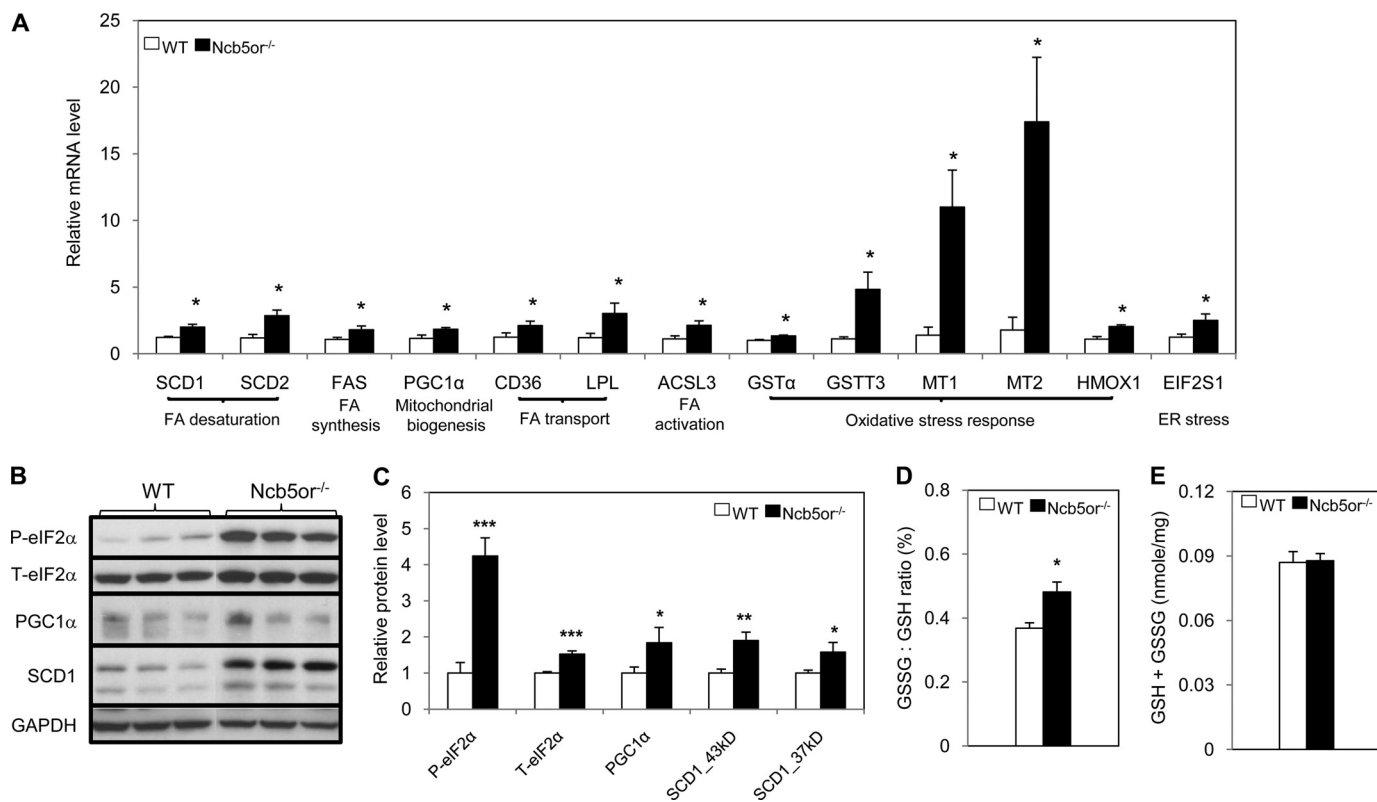 A
Relative mRNA level
25
20
15
10
5
0
WT Ncb5or-/-
* * * * * * * * * * * * *
SCD1 SCD2 FAS PGC1α CD36 LPL ACSL3 GSTα GSTT3 MT1 MT2 HMOX1 EIF2S1
FA desaturation
FA
synthesis
Mitochondrial
biogenesis
FA transport
FA
activation
Oxidative stress response
ER stress
B
WT Ncb5or-/-
P-eIF2α
T-eIF2α
PGC1α
SCD1
GAPDH
C
Relative protein level
6
5
4
3
2
1
0
WT Ncb5or-/-
*** *** * ** *
P-eIF2α T-eIF2α PGC1α SCD1_43kD SCD1_37kD
D
GSSG : GSH ratio (%)
0.8
0.6
0.4
0.2
0
WT Ncb5or-/-
*
E
GSH + GSSG (nmole/mg)
0.12
0.09
0.06
0.03
0
WT Ncb5or-/-